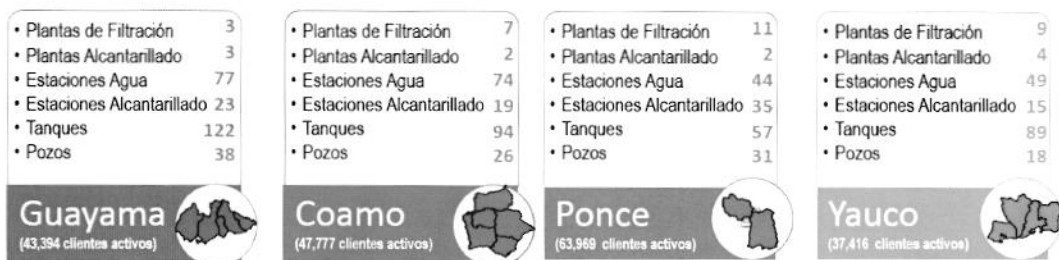 • Plantas de Filtración 3
• Plantas Alcantarillado 3
• Estaciones Agua 77
• Estaciones Alcantarillado 23
• Tanques 122
• Pozos 38
Guayama
(43,394 clientes activos)
• Plantas de Filtración 7
• Plantas Alcantarillado 2
• Estaciones Agua 74
• Estaciones Alcantarillado 19
• Tanques 94
• Pozos 26
Coamo
(47,777 clientes activos)
• Plantas de Filtración 11
• Plantas Alcantarillado 2
• Estaciones Agua 44
• Estaciones Alcantarillado 35
• Tanques 57
• Pozos 31
Ponce
(63,969 clientes activos)
• Plantas de Filtración 9
• Plantas Alcantarillado 4
• Estaciones Agua 49
• Estaciones Alcantarillado 15
• Tanques 89
• Pozos 18
Yauco
(37,416 clientes activos)